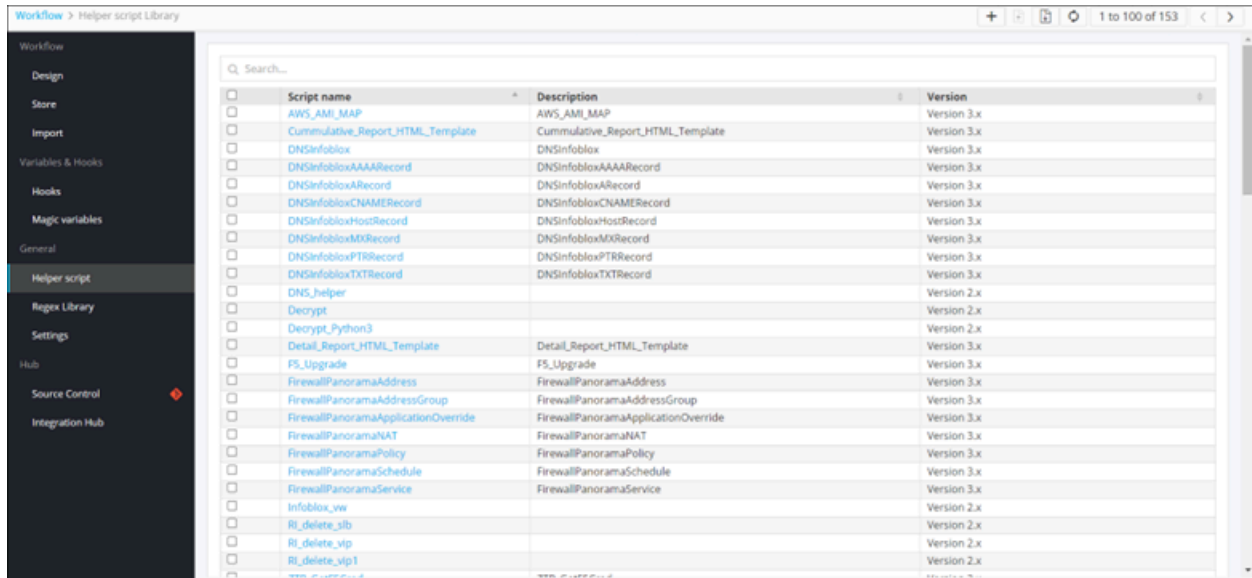 Workflow > Helper script Library
1 to 100 of 153
Workflow
Design
Store
Import
Variables & Hooks
Hooks
Magic variables
General
Helper script
Regex Library
Settings
Hub
Source Control
Integration Hub
Search...
Script name Description Version
AWS_AMI_MAP AWS_AMI_MAP Version 3.x
Cummulative_Report_HTML_Template Cummulative_Report_HTML_Template Version 3.x
DNSInfoblox DNSInfoblox Version 3.x
DNSInfobloxAAAARecord DNSInfobloxAAAARecord Version 3.x
DNSInfobloxARecord DNSInfobloxARecord Version 3.x
DNSInfobloxCNAMERecord DNSInfobloxCNAMERecord Version 3.x
DNSInfobloxHostRecord DNSInfobloxHostRecord Version 3.x
DNSInfobloxMXRecord DNSInfobloxMXRecord Version 3.x
DNSInfobloxPTRRecord DNSInfobloxPTRRecord Version 3.x
DNSInfobloxTXTRecord DNSInfobloxTXTRecord Version 3.x
DNS_helper Version 2.x
Decrypt Version 2.x
Decrypt_Python3 Version 2.x
Detail_Report_HTML_Template Detail_Report_HTML_Template Version 3.x
F5_Upgrade F5_Upgrade Version 3.x
FirewallPanoramaAddress FirewallPanoramaAddress Version 3.x
FirewallPanoramaAddressGroup FirewallPanoramaAddressGroup Version 3.x
FirewallPanoramaApplicationOverride FirewallPanoramaApplicationOverride Version 3.x
FirewallPanoramaNAT FirewallPanoramaNAT Version 3.x
FirewallPanoramaPolicy FirewallPanoramaPolicy Version 3.x
FirewallPanoramaSchedule FirewallPanoramaSchedule Version 3.x
FirewallPanoramaService FirewallPanoramaService Version 3.x
Infoblox_vw Version 2.x
RI_delete_slb Version 2.x
RI_delete_vip Version 2.x
RI_delete_vip1 Version 2.x